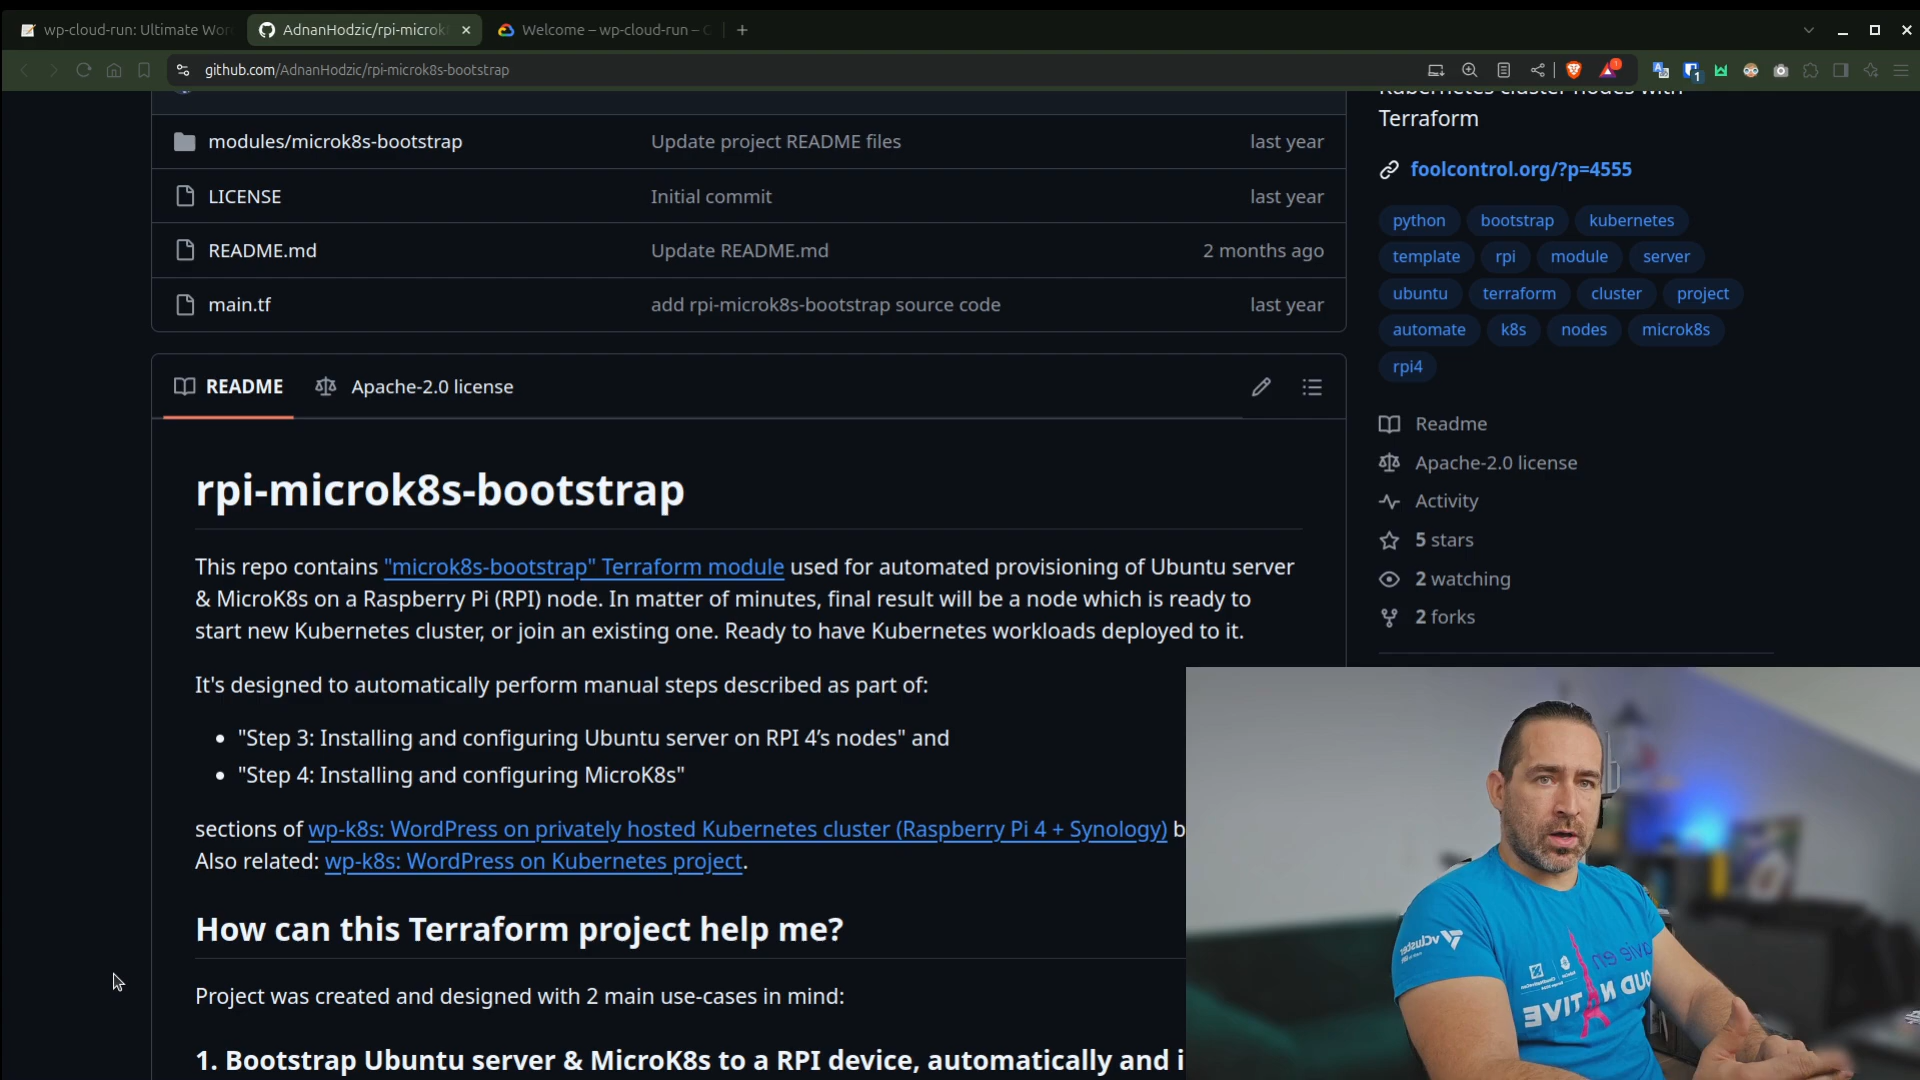 wp-cloud-run: Ultimate Wor
AdnanHodzic/rpi-microk
Welcome – wp-cloud-run – C
github.com/AdnanHodzic/rpi-microk8s-bootstrap
1
1
modules/microk8s-bootstrap Update project README files last year
LICENSE Initial commit last year
README.md Update README.md 2 months ago
main.tf add rpi-microk8s-bootstrap source code last year
README Apache-2.0 license
rpi-microk8s-bootstrap
This repo contains "microk8s-bootstrap" Terraform module used for automated provisioning of Ubuntu server
& MicroK8s on a Raspberry Pi (RPI) node. In matter of minutes, final result will be a node which is ready to
start new Kubernetes cluster, or join an existing one. Ready to have Kubernetes workloads deployed to it.
It's designed to automatically perform manual steps described as part of:
• "Step 3: Installing and configuring Ubuntu server on RPI 4’s nodes" and
• "Step 4: Installing and configuring MicroK8s"
sections of wp-k8s: WordPress on privately hosted Kubernetes cluster (Raspberry Pi 4 + Synology) b
Also related: wp-k8s: WordPress on Kubernetes project.
How can this Terraform project help me?
Project was created and designed with 2 main use-cases in mind:
1. Bootstrap Ubuntu server & MicroK8s to a RPI device, automatically and i
Kubernetes cluster nodes with
Terraform
foolcontrol.org/?p=4555
python bootstrap kubernetes
template rpi module server
ubuntu terraform cluster project
automate k8s nodes microk8s
rpi4
Readme
Apache-2.0 license
Activity
5 stars
2 watching
2 forks
vcluster